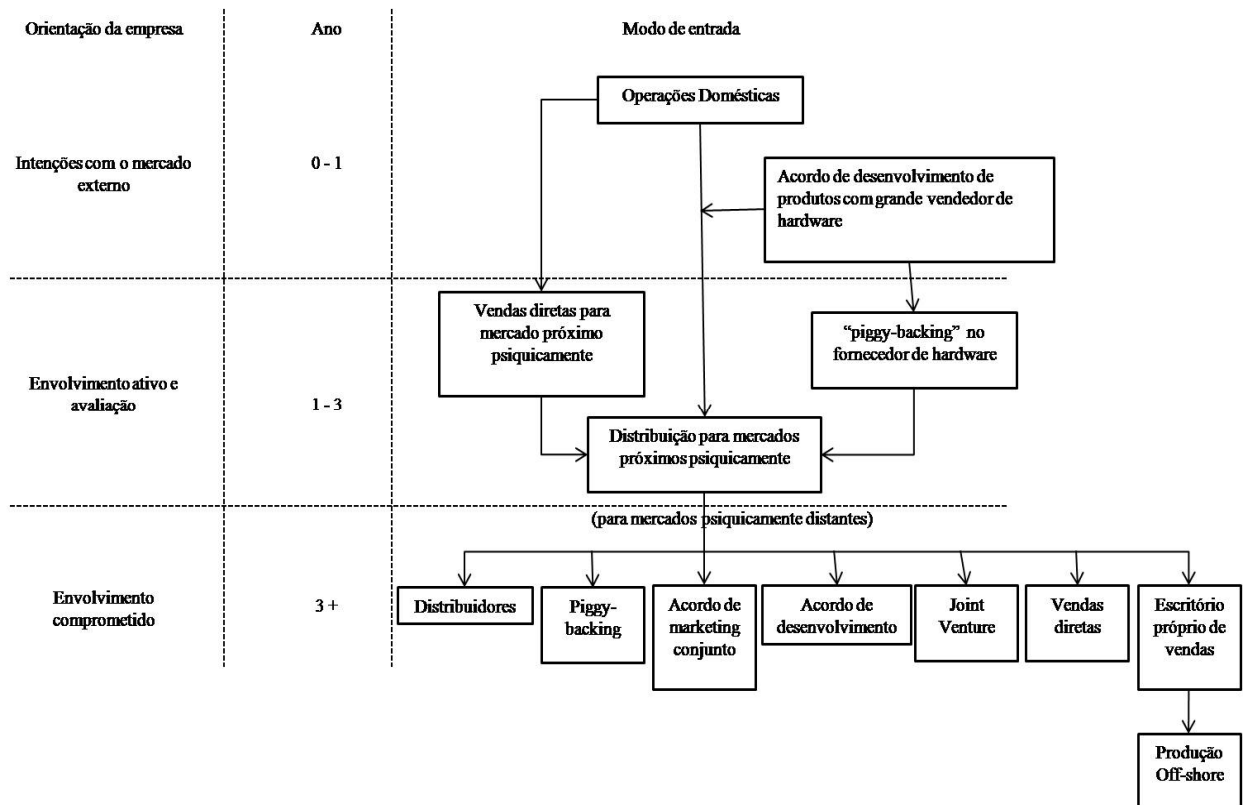 Orientação da empresa
Ano
Modo de entrada
Operações Domésticas
Intenções com o mercado
externo
0 - 1
Acordo de desenvolvimento de
produtos com grande vendedor de
hardware
Vendas diretas para
mercado próximo
psiquicamente
“piggy-backing” no
fornecedor de hardware
Envolvimento ativo e
avaliação
1 - 3
Distribuição para mercados
próximos psiquicamente
(para mercados psiquicamente distantes)
Envolvimento
comprometido
3 +
Distribuidores
Piggy-
backing
Acordo de
marketing
conjunto
Acordo de
desenvolvimento
Joint
Venture
Vendas
diretas
Escritório
próprio de
vendas
Produção
Off-shore